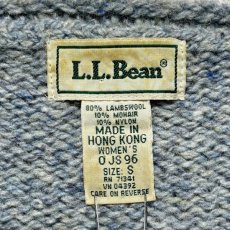 L.L.Bean®
80% LAMBSWOOL
10% MOHAIR
10% NYLON
MADE IN
HONG KONG
WOMEN'S
0 JS 96
SIZE: S
RN 71341
VN 04392
CARE ON REVERSE